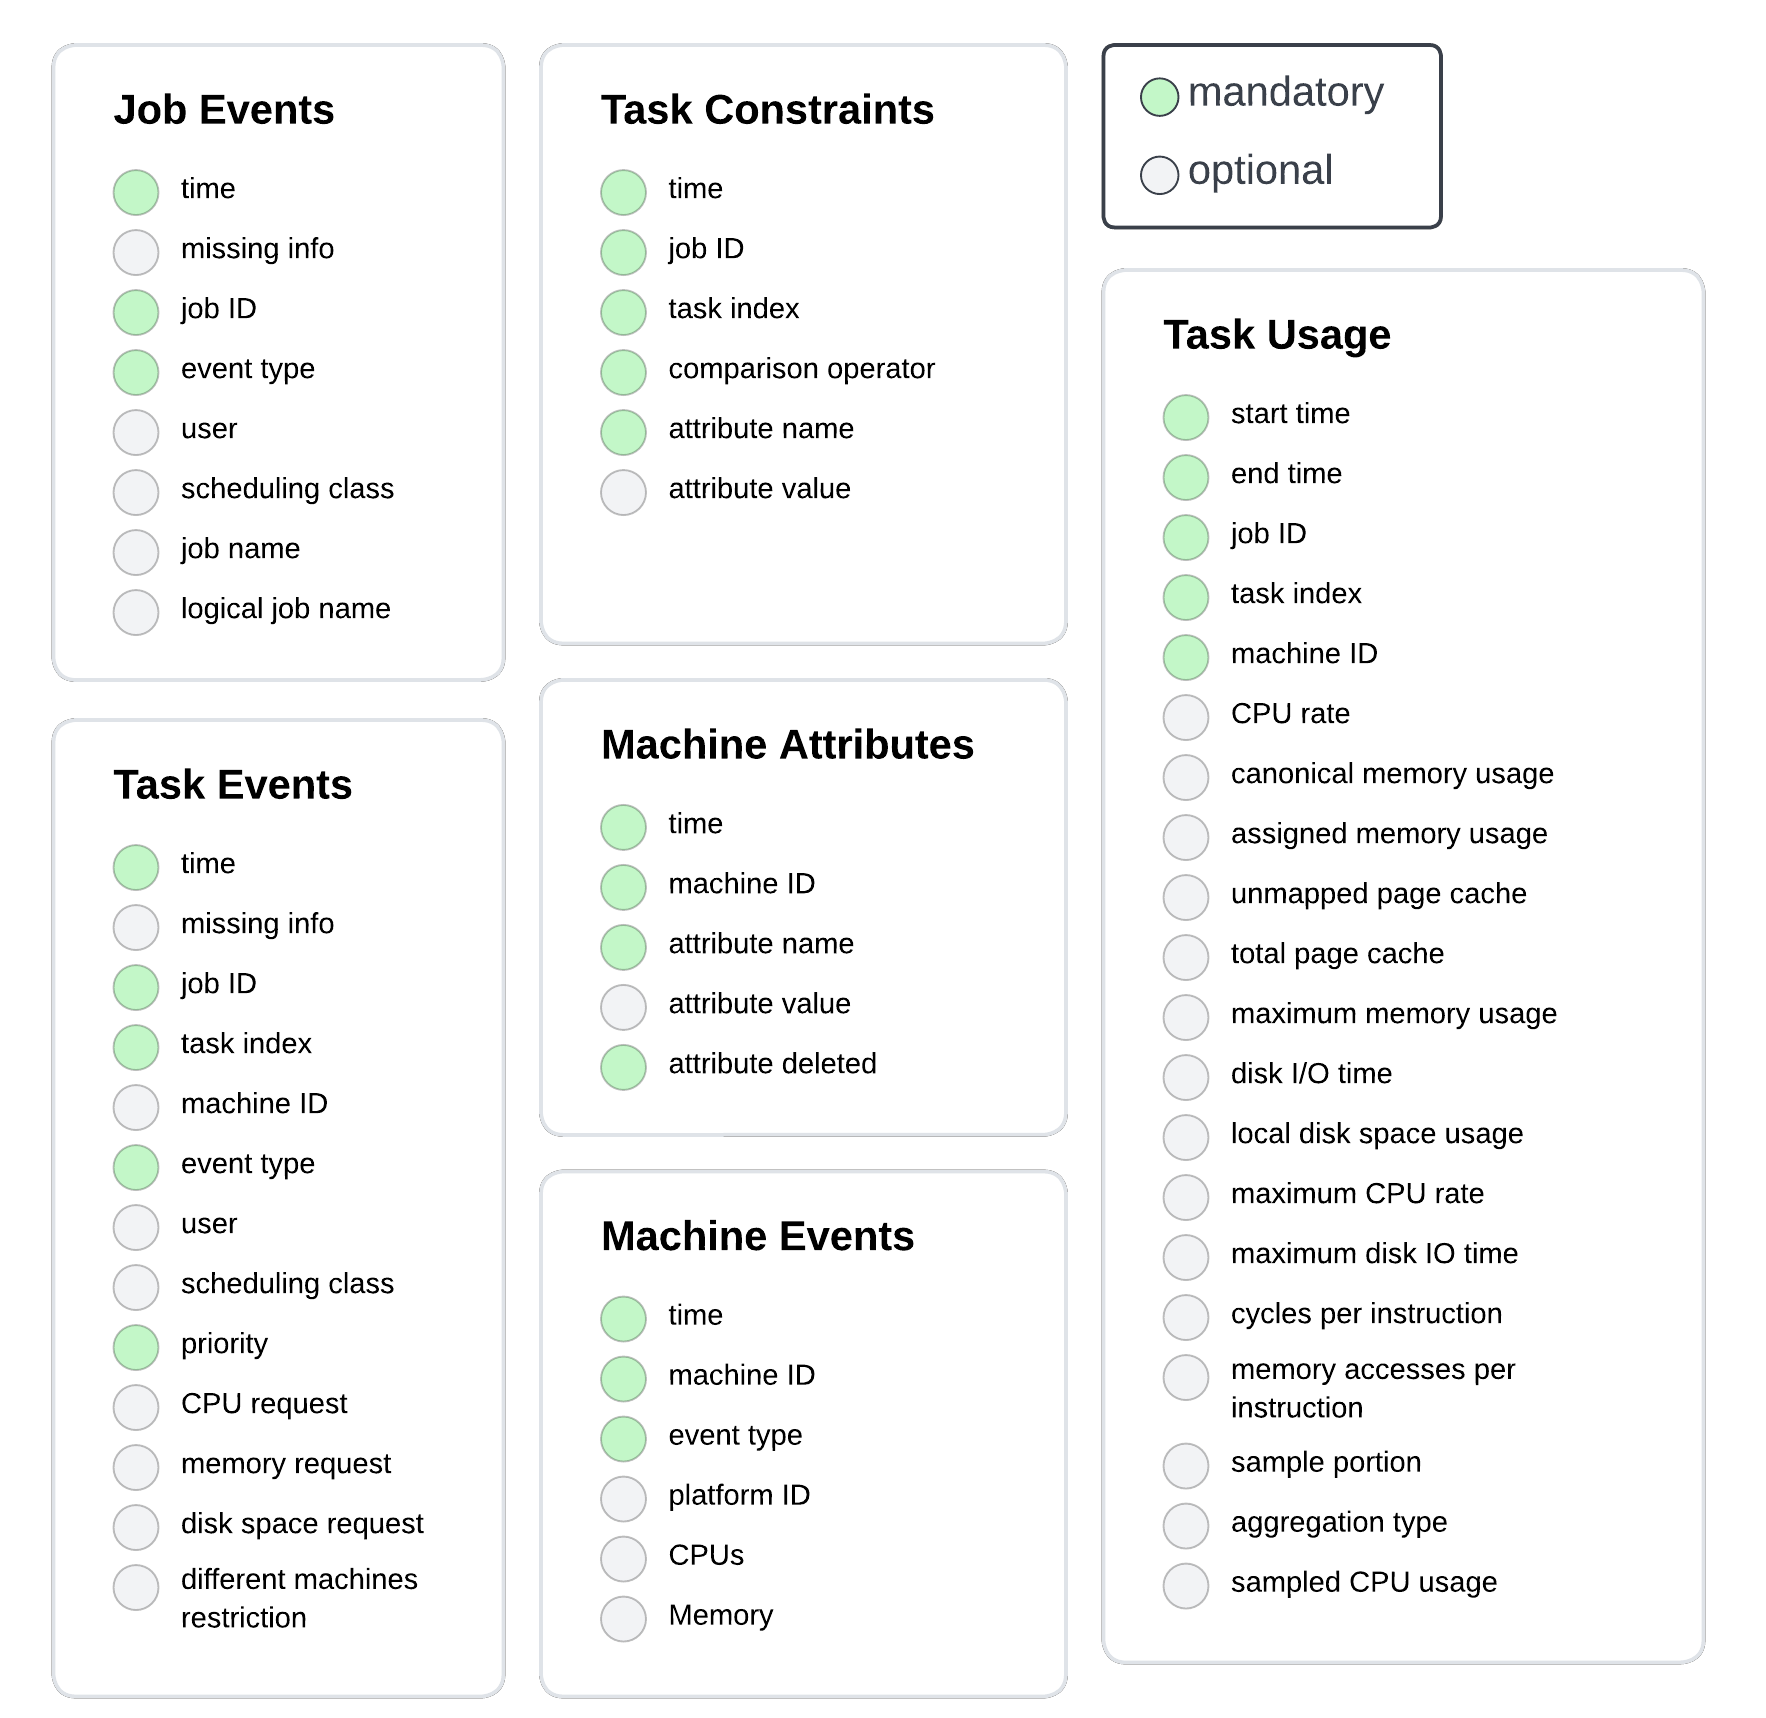 Job Events
time
missing info
job ID
event type
user
scheduling class
job name
logical job name
Task Events
time
missing info
job ID
task index
machine ID
event type
user
scheduling class
priority
CPU request
memory request
disk space request
different machines
restriction
Task Constraints
time
job ID
task index
comparison operator
attribute name
attribute value
Machine Attributes
time
machine ID
attribute name
attribute value
attribute deleted
Machine Events
time
machine ID
event type
platform ID
CPUs
Memory
mandatory
optional
Task Usage
start time
end time
job ID
task index
machine ID
CPU rate
canonical memory usage
assigned memory usage
unmapped page cache
total page cache
maximum memory usage
disk I/O time
local disk space usage
maximum CPU rate
maximum disk IO time
cycles per instruction
memory accesses per
instruction
sample portion
aggregation type
sampled CPU usage